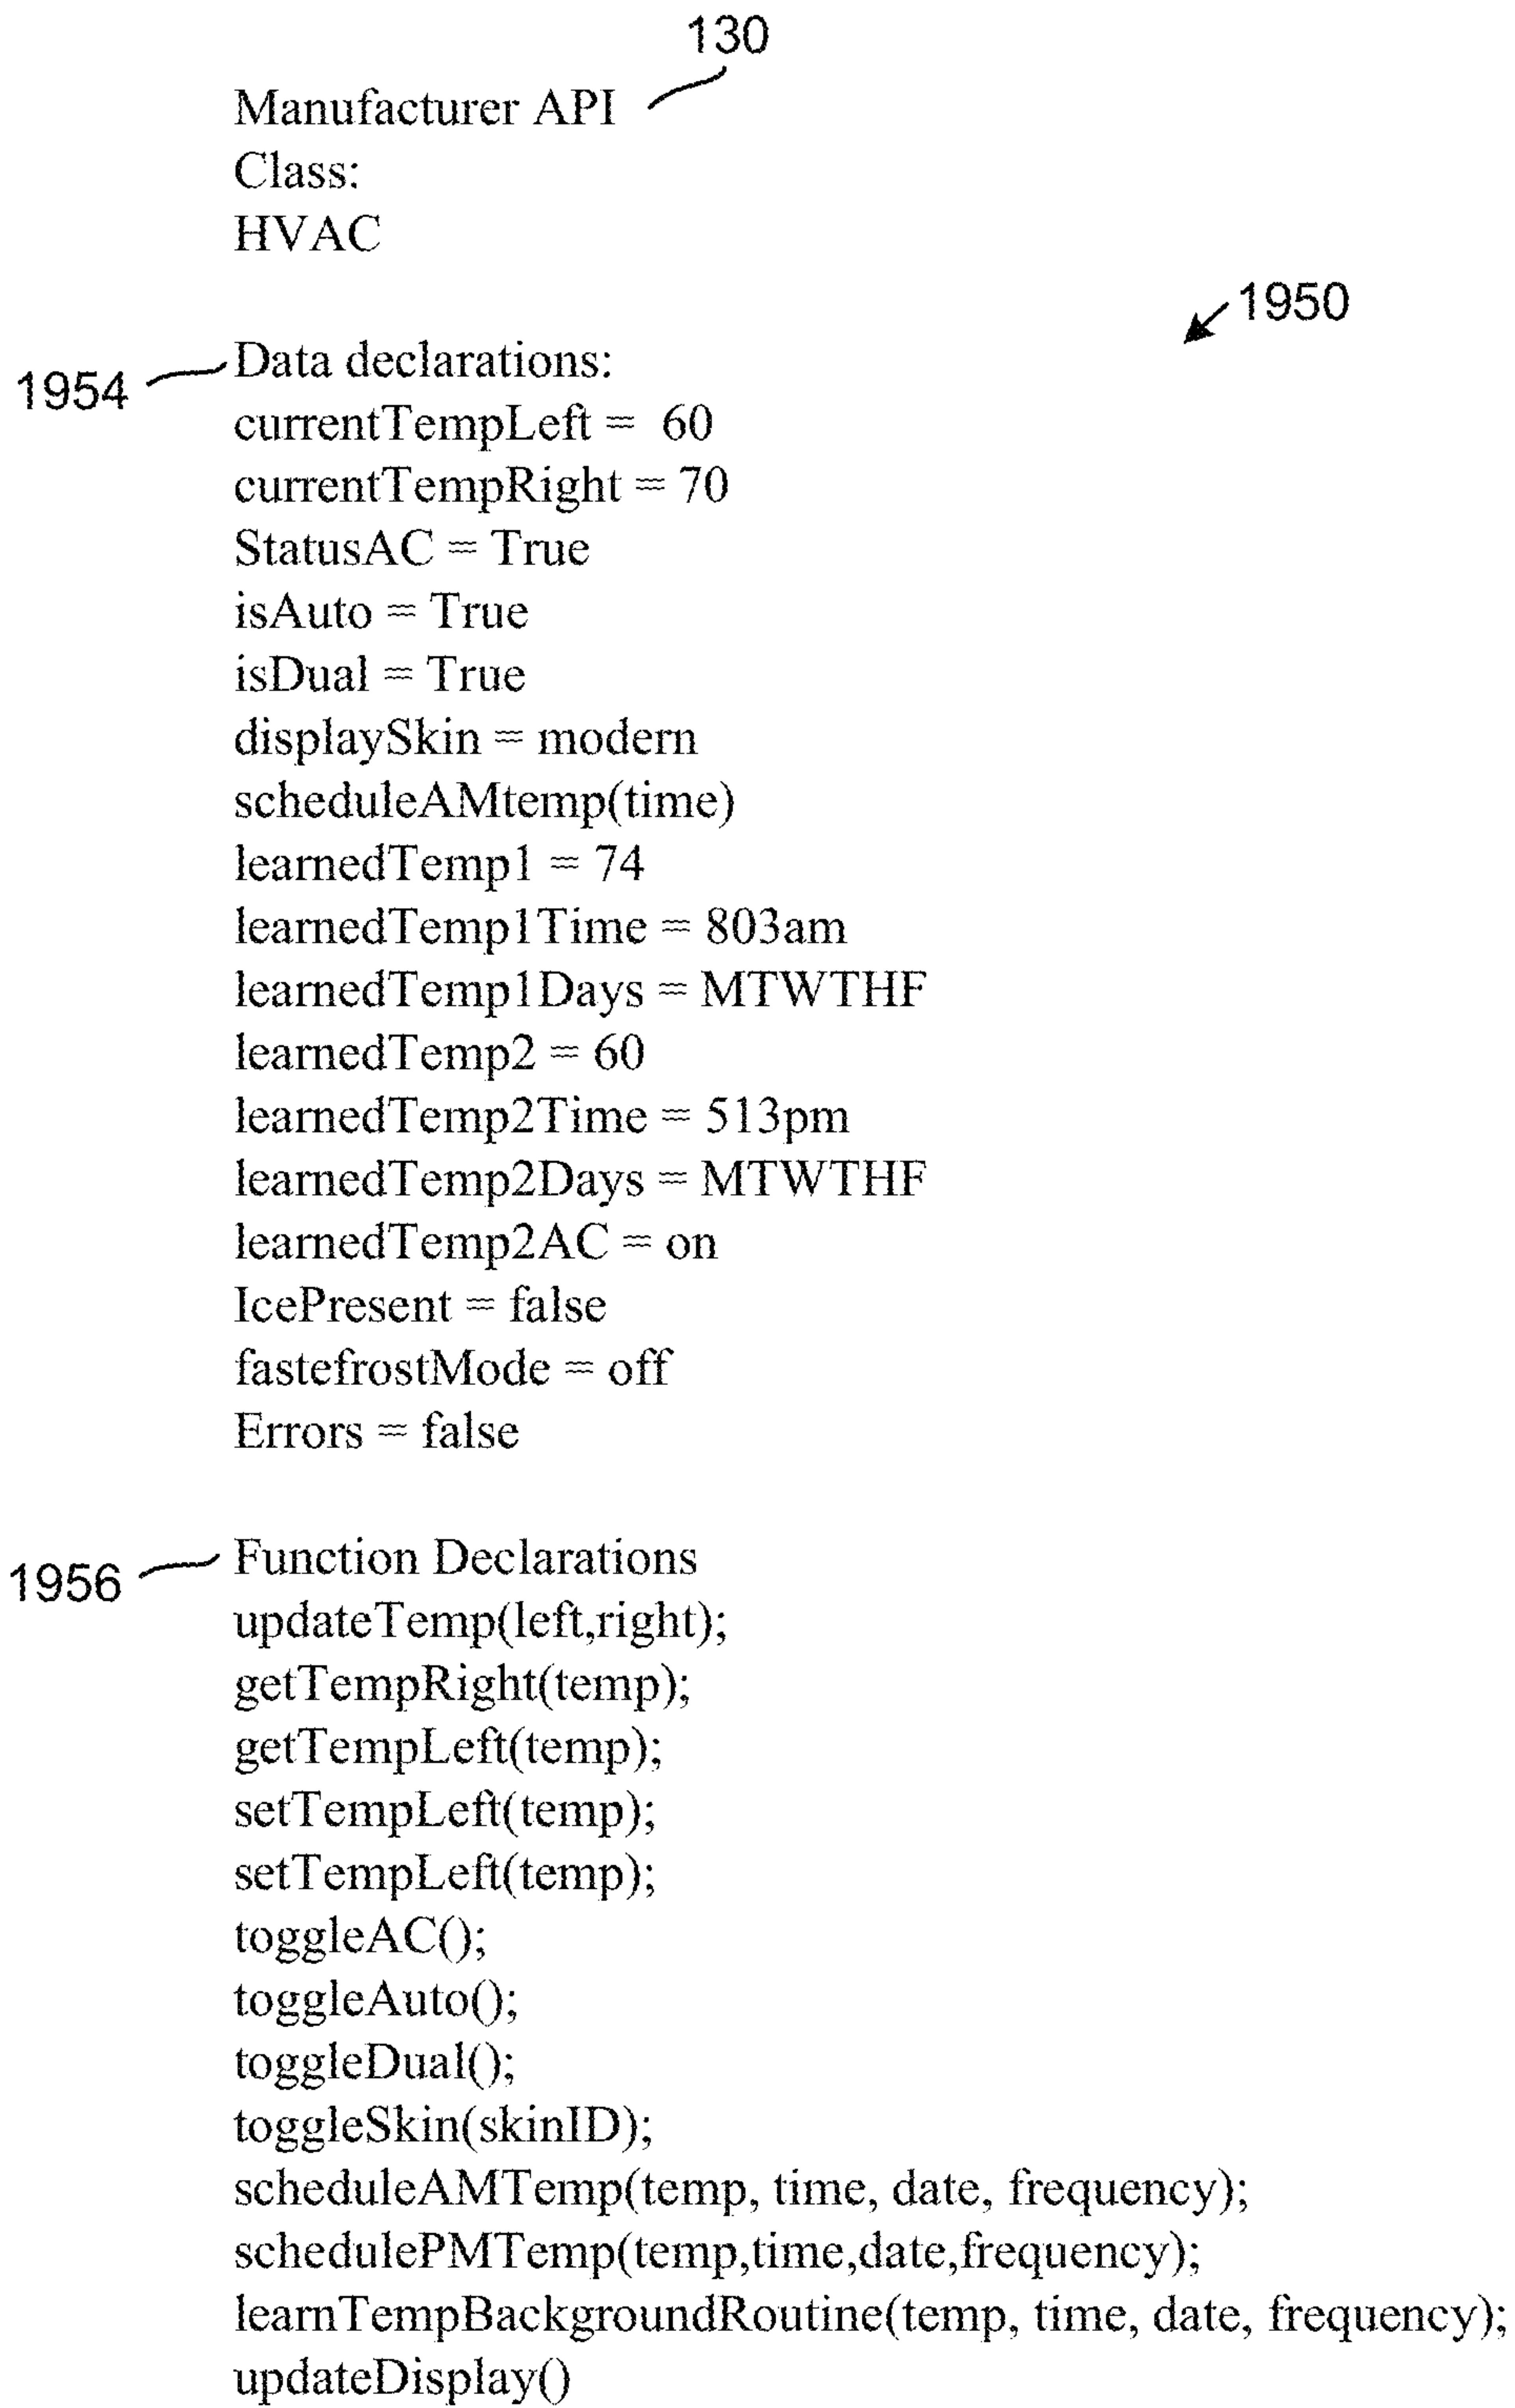 130
Manufacturer API
Class:
HVAC
1950
1954
Data declarations:
currentTempLeft = 60
currentTempRight = 70
StatusAC = True
isAuto = True
isDual = True
displaySkin = modern
scheduleAMtemp(time)
learnedTemp1 = 74
learnedTemp1Time = 803am
learnedTemp1Days = MTWTHF
learnedTemp2 = 60
learnedTemp2Time = 513pm
learnedTemp2Days = MTWTHF
learnedTemp2AC = on
IcePresent = false
fastefrostMode = off
Errors = false
1956
Function Declarations
updateTemp(left,right);
getTempRight(temp);
getTempLeft(temp);
setTempLeft(temp);
setTempLeft(temp);
toggleAC();
toggleAuto();
toggleDual();
toggleSkin(skinID);
scheduleAMTemp(temp, time, date, frequency);
schedulePMTemp(temp,time,date,frequency);
learnTempBackgroundRoutine(temp, time, date, frequency);
updateDisplay()